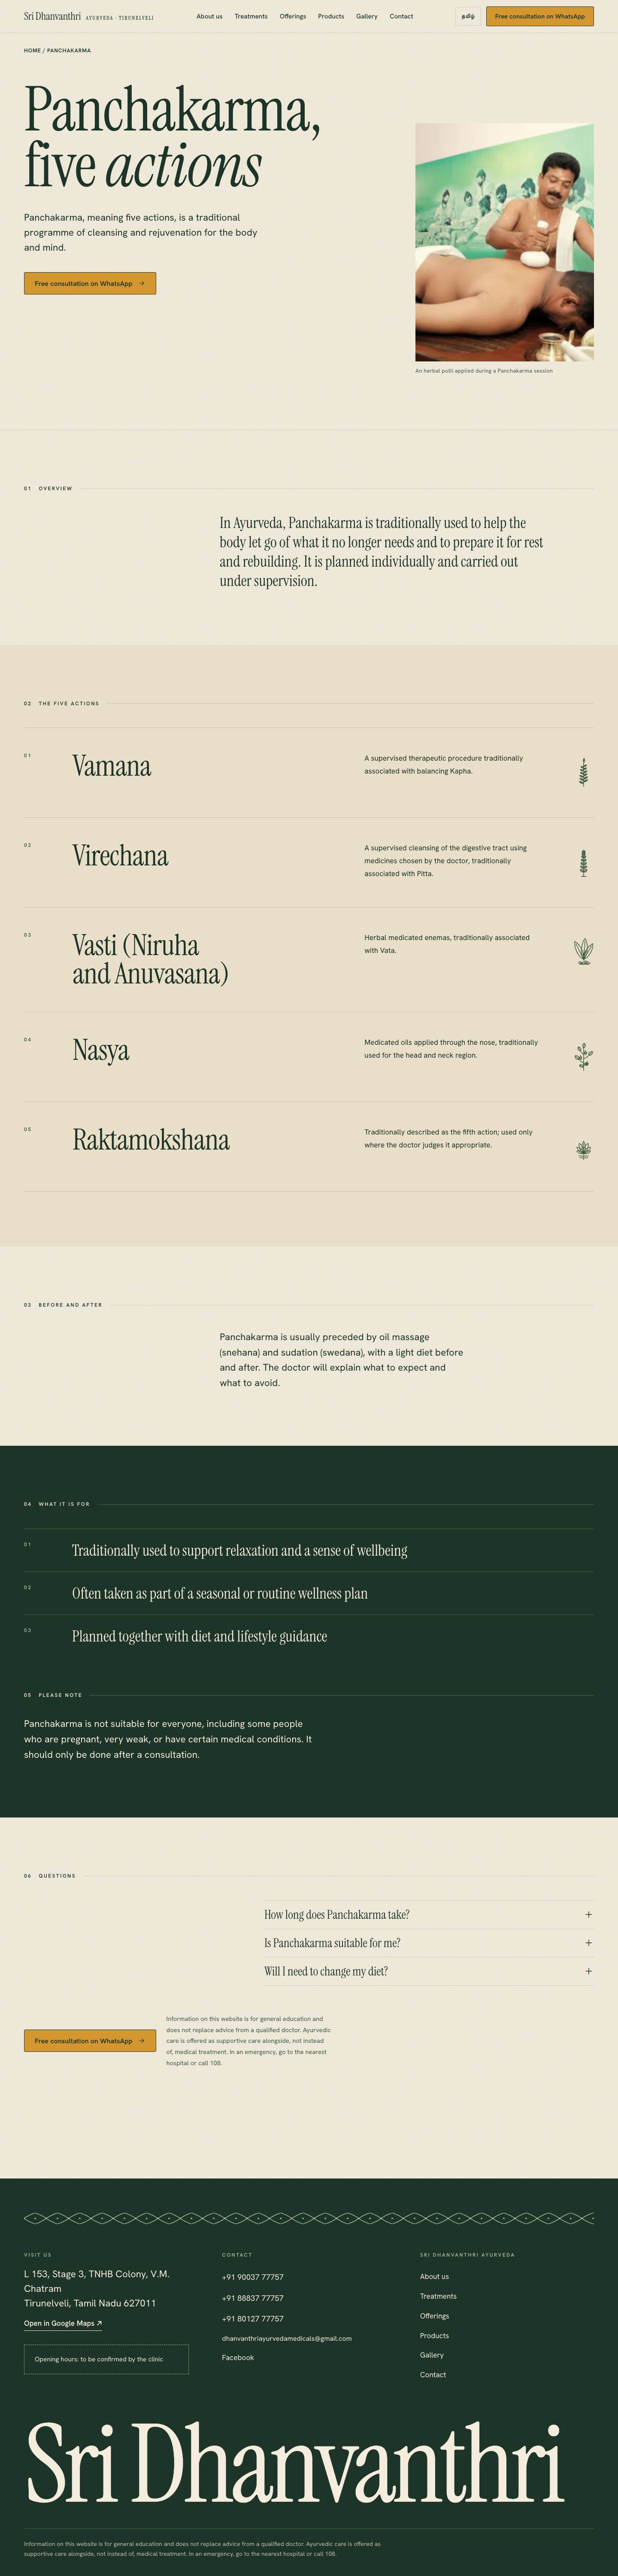 Sri Dhanvanthri AYURVEDA · TIRUNELVELI
About us Treatments Offerings Products Gallery Contact
தமிழ் Free consultation on WhatsApp
HOME / PANCHAKARMA
Panchakarma,
five actions
Panchakarma, meaning five actions, is a traditional
programme of cleansing and rejuvenation for the body
and mind.
Free consultation on WhatsApp →
An herbal potli applied during a Panchakarma session
01 OVERVIEW
In Ayurveda, Panchakarma is traditionally used to help the
body let go of what it no longer needs and to prepare it for rest
and rebuilding. It is planned individually and carried out
under supervision.
02 THE FIVE ACTIONS
01
Vamana
A supervised therapeutic procedure traditionally
associated with balancing Kapha.
02
Virechana
A supervised cleansing of the digestive tract using
medicines chosen by the doctor, traditionally
associated with Pitta.
03
Vasti (Niruha
and Anuvasana)
Herbal medicated enemas, traditionally associated
with Vata.
04
Nasya
Medicated oils applied through the nose, traditionally
used for the head and neck region.
05
Raktamokshana
Traditionally described as the fifth action; used only
where the doctor judges it appropriate.
03 BEFORE AND AFTER
Panchakarma is usually preceded by oil massage
(snehana) and sudation (swedana), with a light diet before
and after. The doctor will explain what to expect and
what to avoid.
04 WHAT IT IS FOR
01 Traditionally used to support relaxation and a sense of wellbeing
02 Often taken as part of a seasonal or routine wellness plan
03 Planned together with diet and lifestyle guidance
05 PLEASE NOTE
Panchakarma is not suitable for everyone, including some people
who are pregnant, very weak, or have certain medical conditions. It
should only be done after a consultation.
06 QUESTIONS
How long does Panchakarma take? +
Is Panchakarma suitable for me? +
Will I need to change my diet? +
Free consultation on WhatsApp →
Information on this website is for general education and
does not replace advice from a qualified doctor. Ayurvedic
care is offered as supportive care alongside, not instead
of, medical treatment. In an emergency, go to the nearest
hospital or call 108.
VISIT US
L 153, Stage 3, TNHB Colony, V.M.
Chatram
Tirunelveli, Tamil Nadu 627011
Open in Google Maps ↗
Opening hours: to be confirmed by the clinic
CONTACT
+91 90037 77757
+91 88837 77757
+91 80127 77757
dhanvanthriayurvedamedicals@gmail.com
Facebook
SRI DHANVANTHRI AYURVEDA
About us
Treatments
Offerings
Products
Gallery
Contact
Sri Dhanvanthri
Information on this website is for general education and does not replace advice from a qualified doctor. Ayurvedic care is offered as
supportive care alongside, not instead of, medical treatment. In an emergency, go to the nearest hospital or call 108.